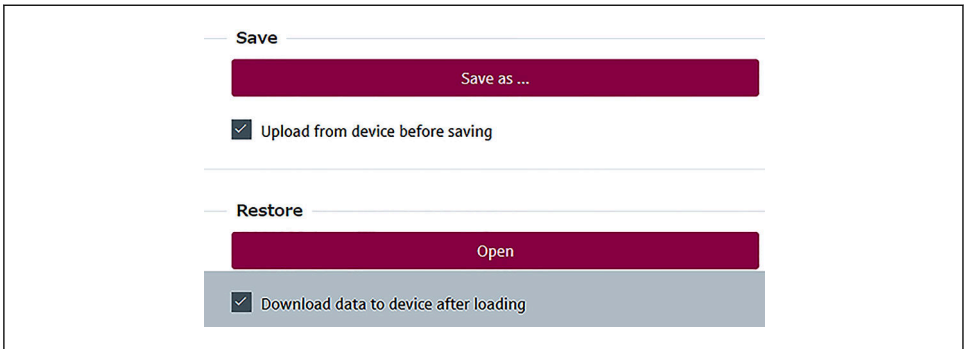 Save
Save as ...
Upload from device before saving
Restore
Open
Download data to device after loading